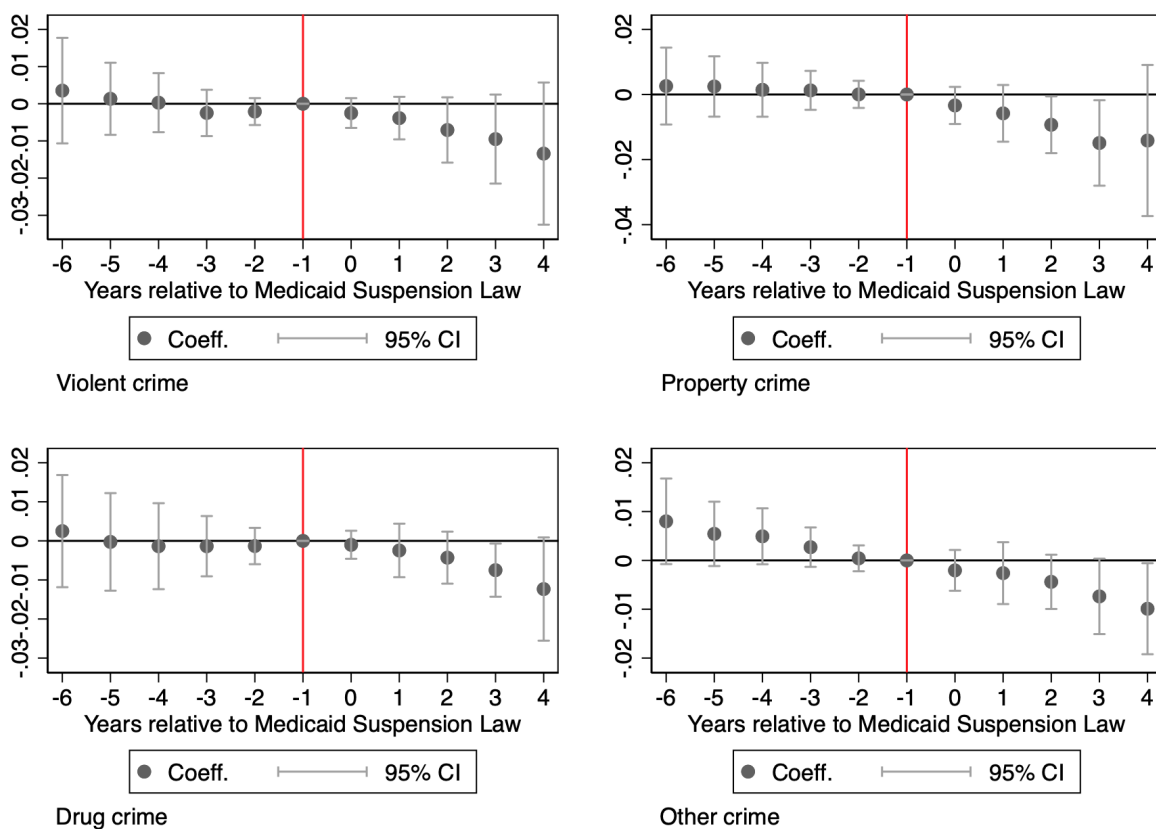 .02
.01
0
-.01
-.02
-.03
-6 -5 -4 -3 -2 -1 0 1 2 3 4
Years relative to Medicaid Suspension Law
Coeff. 95% CI
Violent crime
.02
0
-.02
-.04
-6 -5 -4 -3 -2 -1 0 1 2 3 4
Years relative to Medicaid Suspension Law
Coeff. 95% CI
Property crime
.02
.01
0
-.01
-.02
-.03
-6 -5 -4 -3 -2 -1 0 1 2 3 4
Years relative to Medicaid Suspension Law
Coeff. 95% CI
Drug crime
.02
.01
0
-.01
-.02
-6 -5 -4 -3 -2 -1 0 1 2 3 4
Years relative to Medicaid Suspension Law
Coeff. 95% CI
Other crime